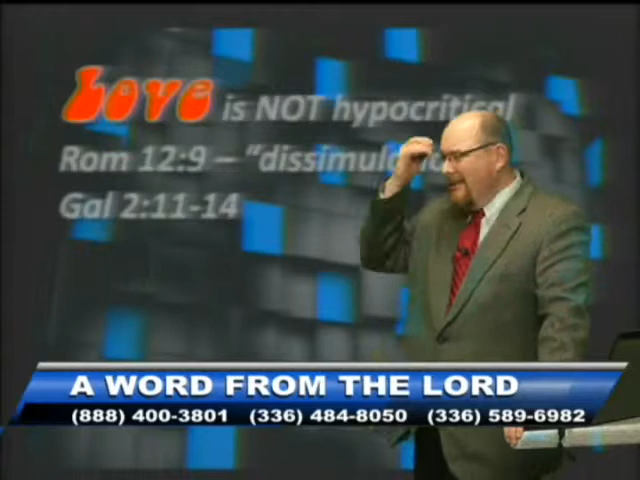 Love is NOT hypocritical
Rom 12:9 – "dissimulatio
Gal 2:11-14
A WORD FROM THE LORD
(888) 400-3801 (336) 484-8050 (336) 589-6982